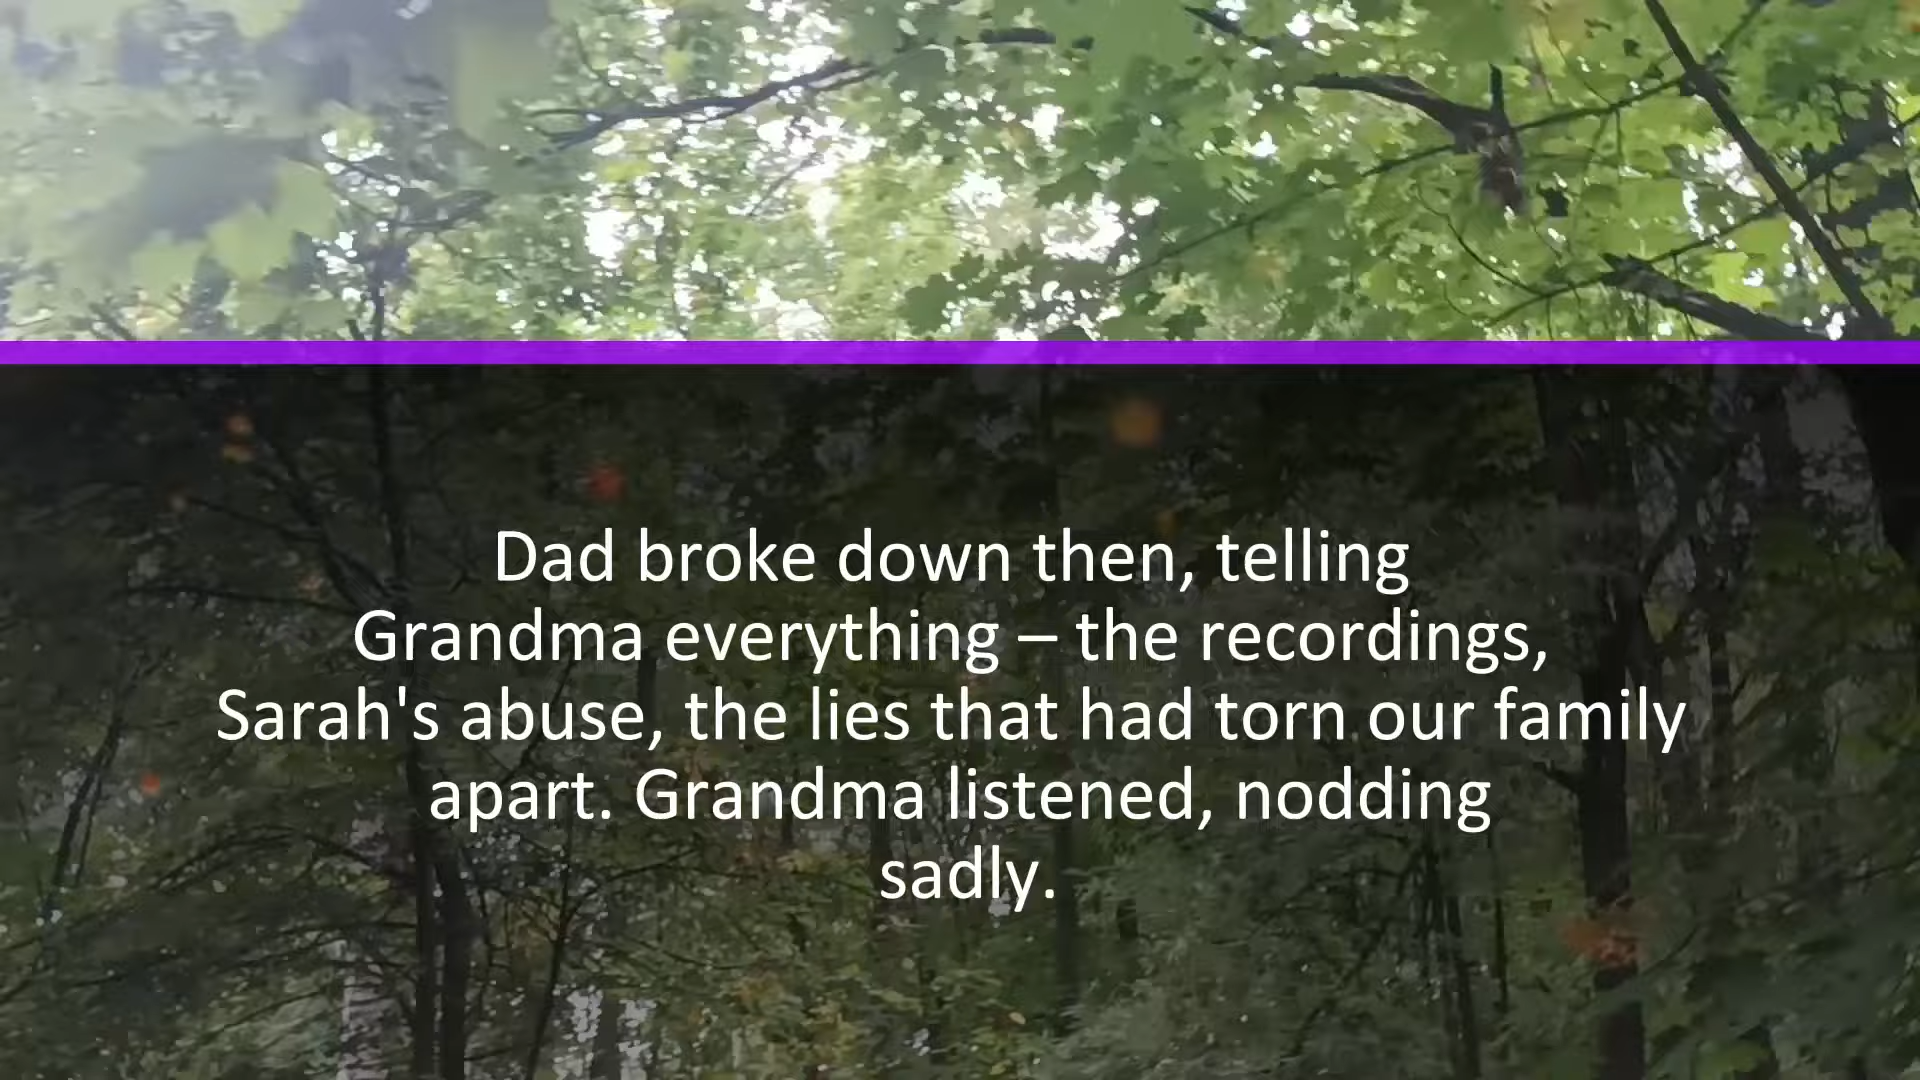 Dad broke down then, telling
Grandma everything – the recordings,
Sarah's abuse, the lies that had torn our family
apart. Grandma listened, nodding
sadly.